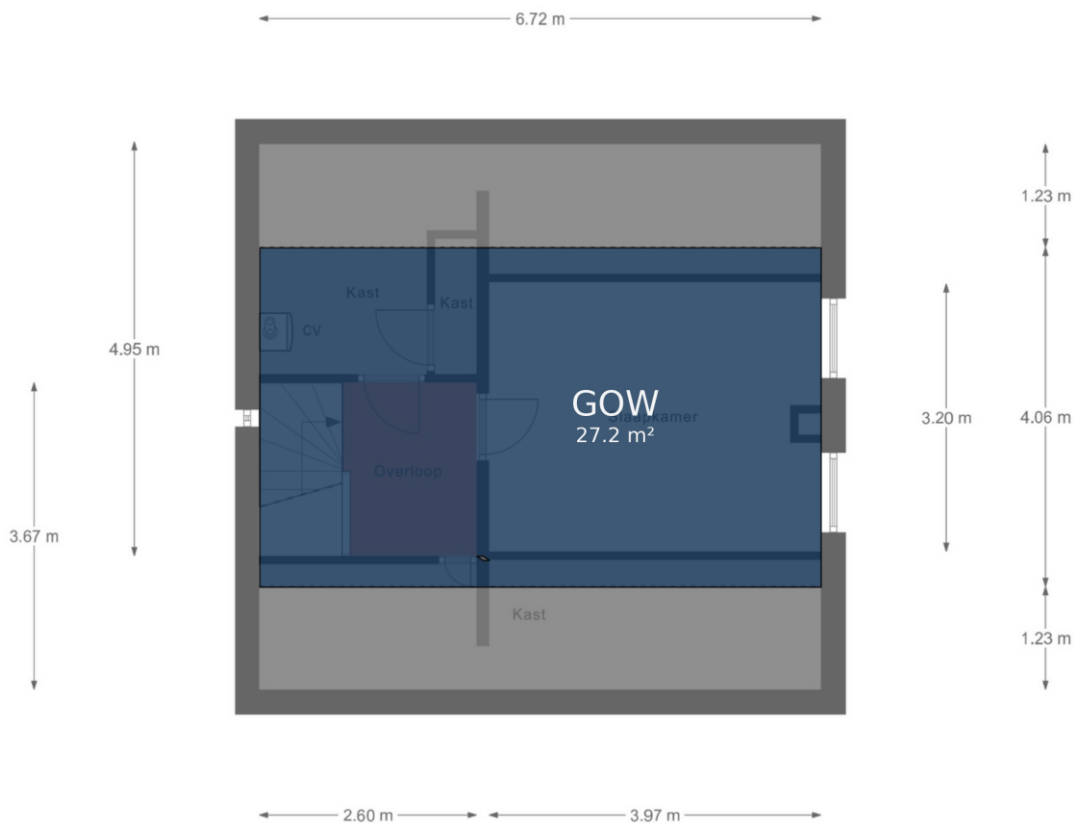 6.72 m
1.23 m
Kast
Kast
CV
4.95 m
GOW
Slaapkamer
27.2 m²
3.20 m
4.06 m
Overloop
3.67 m
Kast
1.23 m
2.60 m
3.97 m